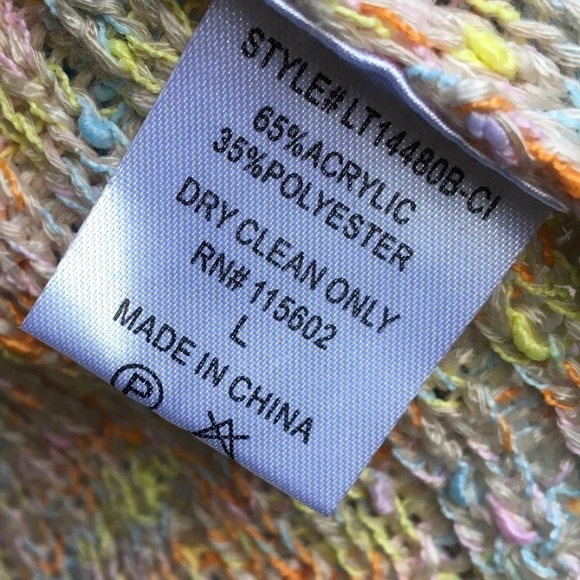 STYLE# LT14480B-CI
65%ACRYLIC
35%POLYESTER
DRY CLEAN ONLY
RN# 115602
L
MADE IN CHINA
P